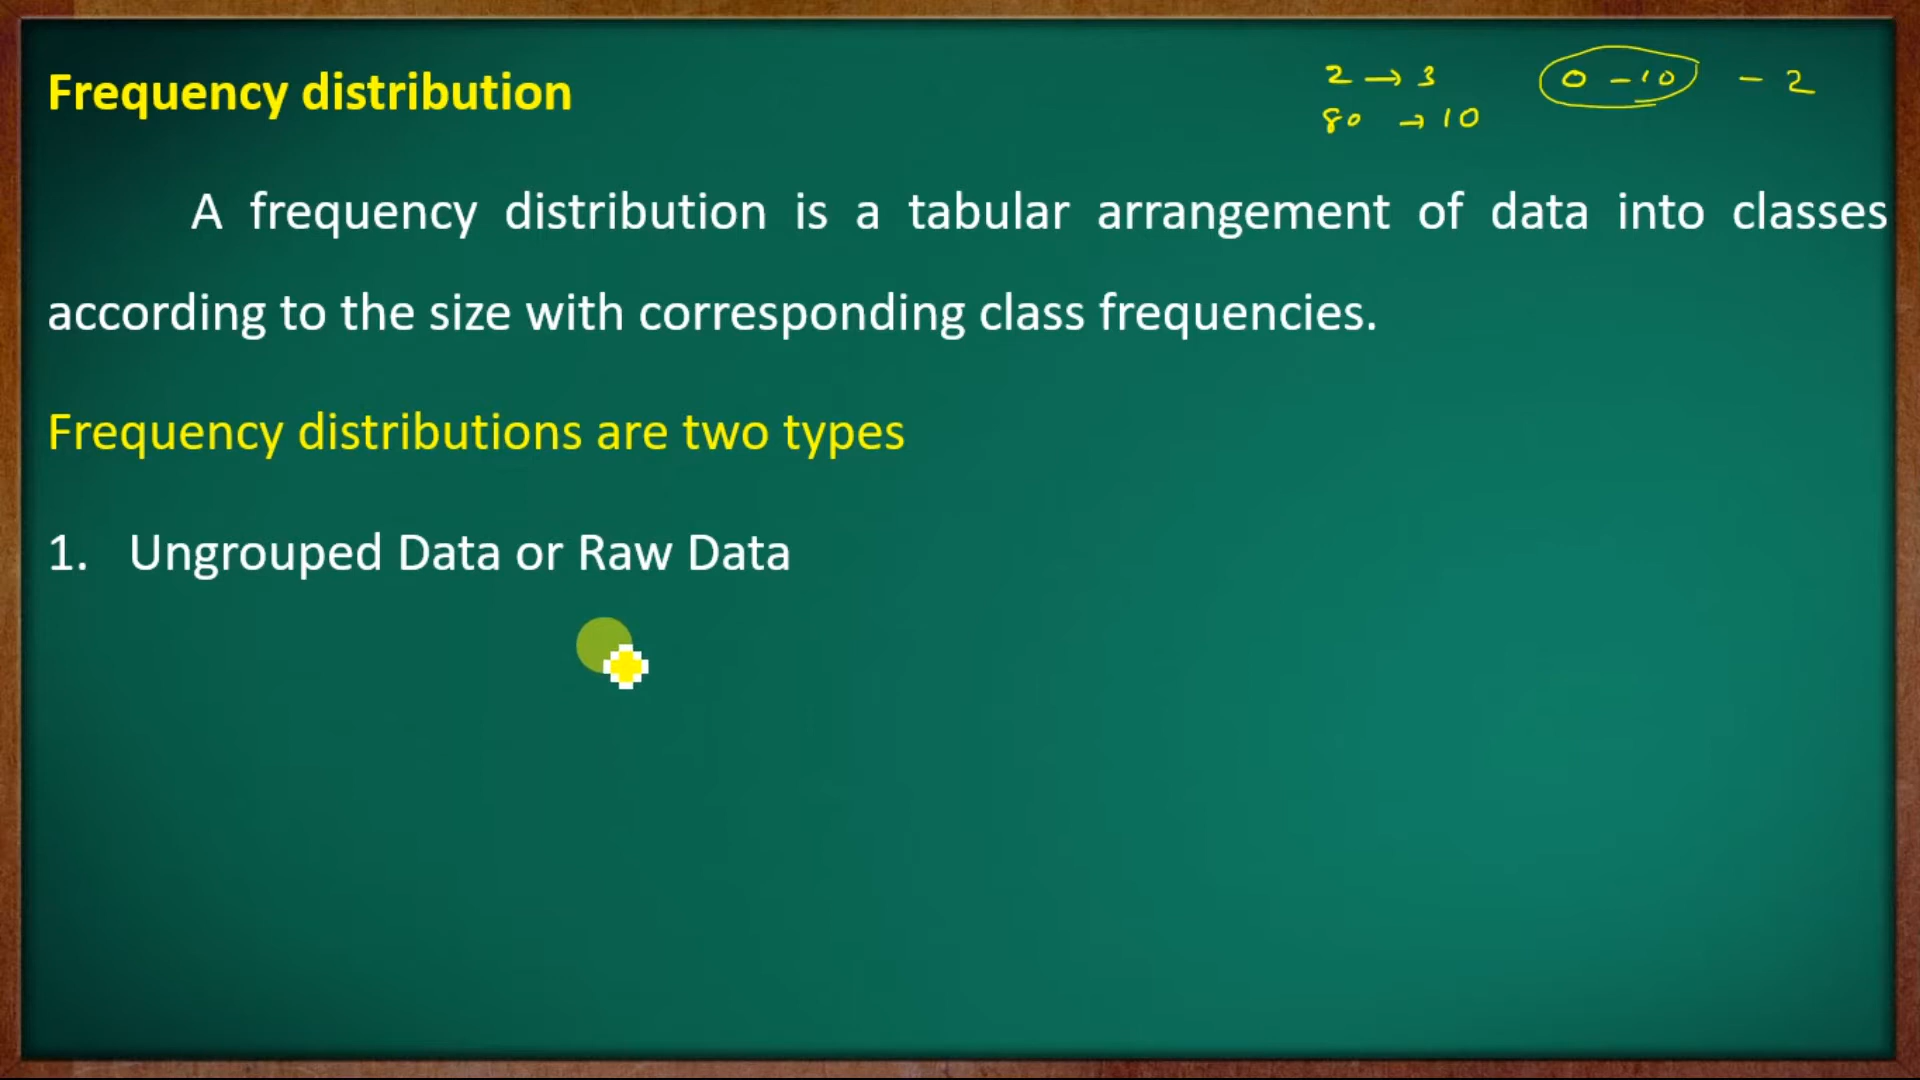 Frequency distribution
2 → 3 0 - 10 - 2
80 → 10
A frequency distribution is a tabular arrangement of data into classes
according to the size with corresponding class frequencies.
Frequency distributions are two types
1. Ungrouped Data or Raw Data